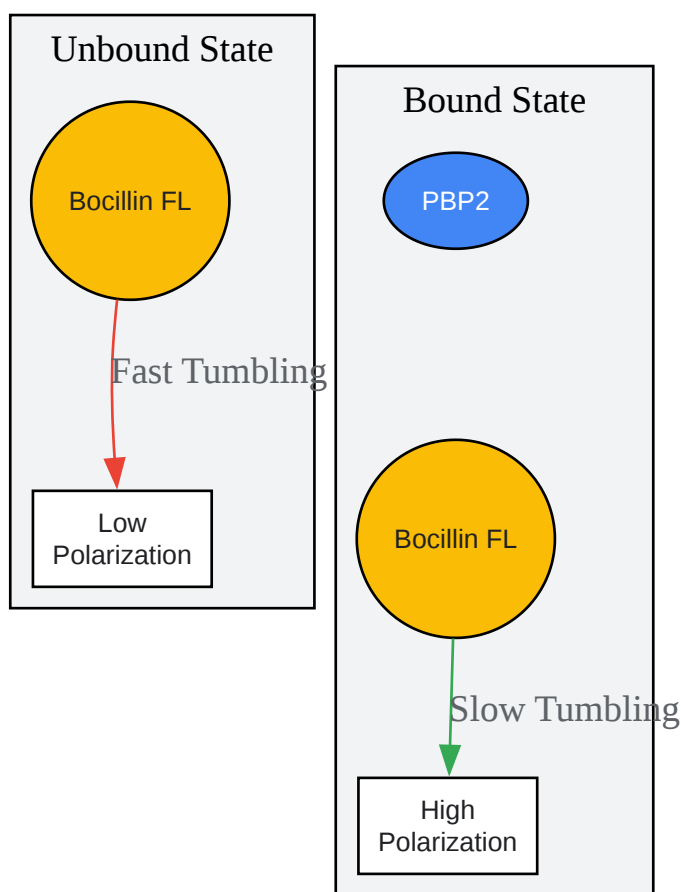 Unbound State
Bocillin FL
Fast Tumbling
Low
Polarization
Bound State
PBP2
Bocillin FL
Slow Tumbling
High
Polarization